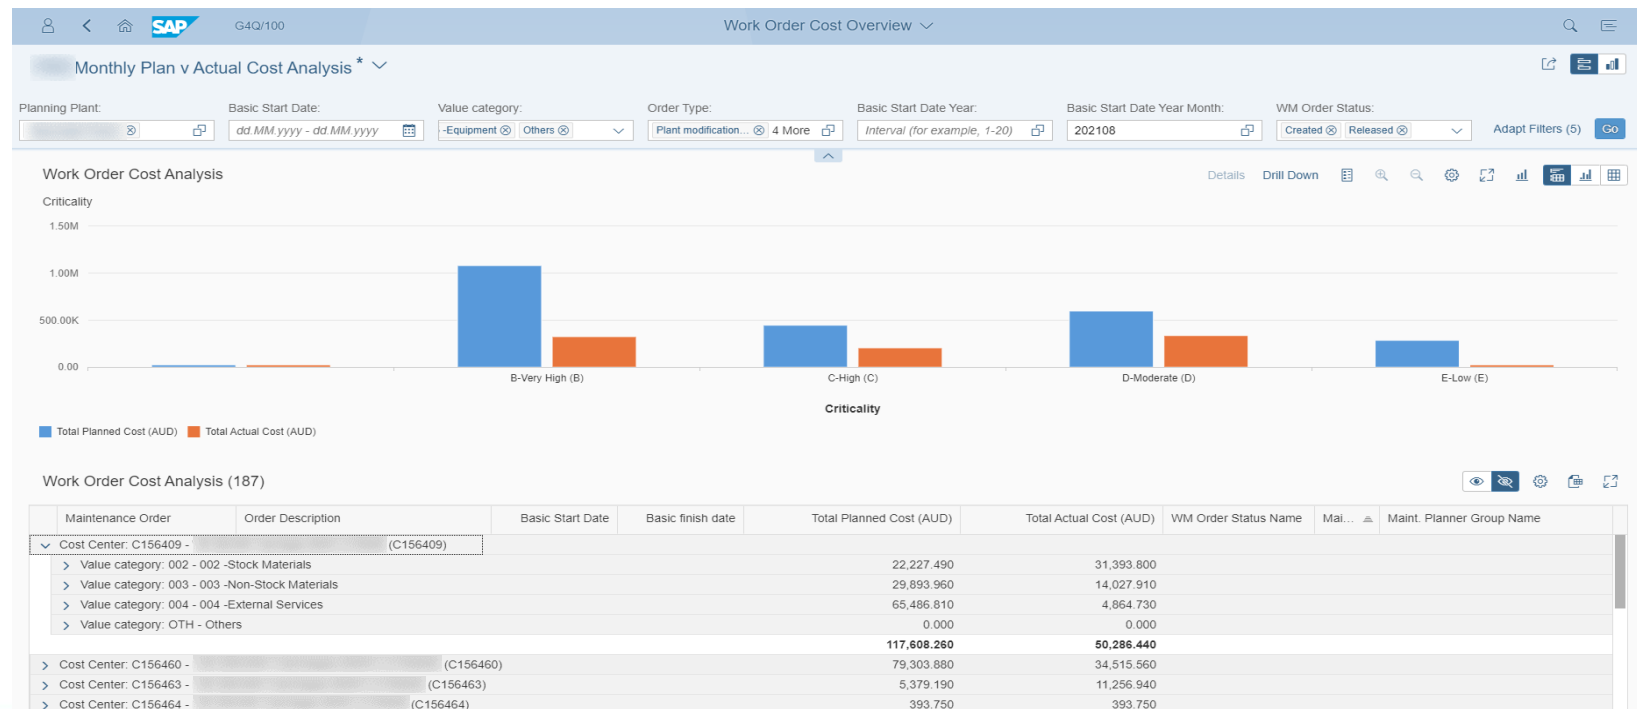 SAP G4Q/100 Work Order Cost Overview
Monthly Plan v Actual Cost Analysis *
Planning Plant: Basic Start Date: Value category: Order Type: Basic Start Date Year: Basic Start Date Year Month: WM Order Status:
dd.MM.yyyy - dd.MM.yyyy -Equipment Others Plant modification... 4 More Interval (for example, 1-20) 202108 Created Released Adapt Filters (5) Go
Work Order Cost Analysis Details Drill Down
Criticality
1.50M
1.00M
500.00K
0.00
B-Very High (B) C-High (C) D-Moderate (D) E-Low (E)
Criticality
Total Planned Cost (AUD) Total Actual Cost (AUD)
Work Order Cost Analysis (187)
Maintenance Order Order Description Basic Start Date Basic finish date Total Planned Cost (AUD) Total Actual Cost (AUD) WM Order Status Name Mai... Maint. Planner Group Name
Cost Center: C156409 - (C156409)
Value category: 002 - 002 -Stock Materials 22,227.490 31,393.800
Value category: 003 - 003 -Non-Stock Materials 29,893.960 14,027.910
Value category: 004 - 004 -External Services 65,486.810 4,864.730
Value category: OTH - Others 0.000 0.000
117,608.260 50,286.440
Cost Center: C156460 - (C156460) 79,303.880 34,515.560
Cost Center: C156463 - (C156463) 5,379.190 11,256.940
Cost Center: C156464 - (C156464) 393.750 393.750